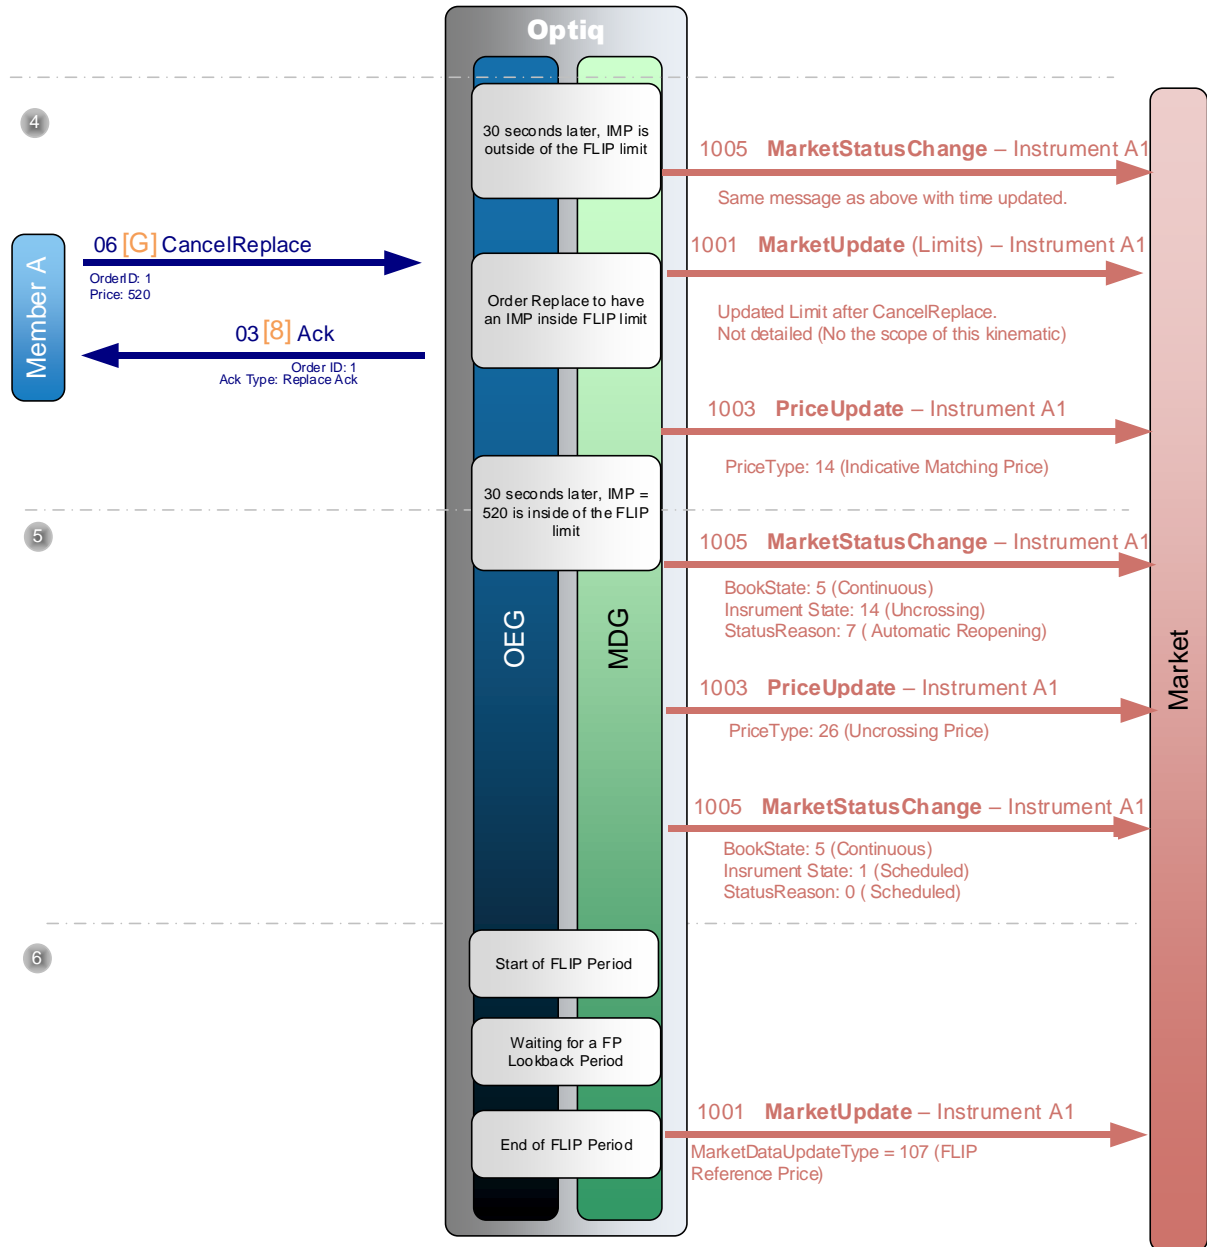 Optiq
4
30 seconds later, IMP is
outside of the FLIP limit
1005 MarketStatusChange – Instrument A1
Same message as above with time updated.
Member A
06 [G] CancelReplace
OrderID: 1
Price: 520
03 [8] Ack
Order ID: 1
Ack Type: Replace Ack
Order Replace to have
an IMP inside FLIP limit
1001 MarketUpdate (Limits) – Instrument A1
Updated Limit after CancelReplace.
Not detailed (No the scope of this kinematic)
1003 PriceUpdate – Instrument A1
PriceType: 14 (Indicative Matching Price)
30 seconds later, IMP =
520 is inside of the FLIP
limit
5
1005 MarketStatusChange – Instrument A1
BookState: 5 (Continuous)
Insrument State: 14 (Uncrossing)
StatusReason: 7 ( Automatic Reopening)
OEG
MDG
Market
1003 PriceUpdate – Instrument A1
PriceType: 26 (Uncrossing Price)
1005 MarketStatusChange – Instrument A1
BookState: 5 (Continuous)
Insrument State: 1 (Scheduled)
StatusReason: 0 ( Scheduled)
6
Start of FLIP Period
Waiting for a FP
Lookback Period
End of FLIP Period
1001 MarketUpdate – Instrument A1
MarketDataUpdateType = 107 (FLIP
Reference Price)